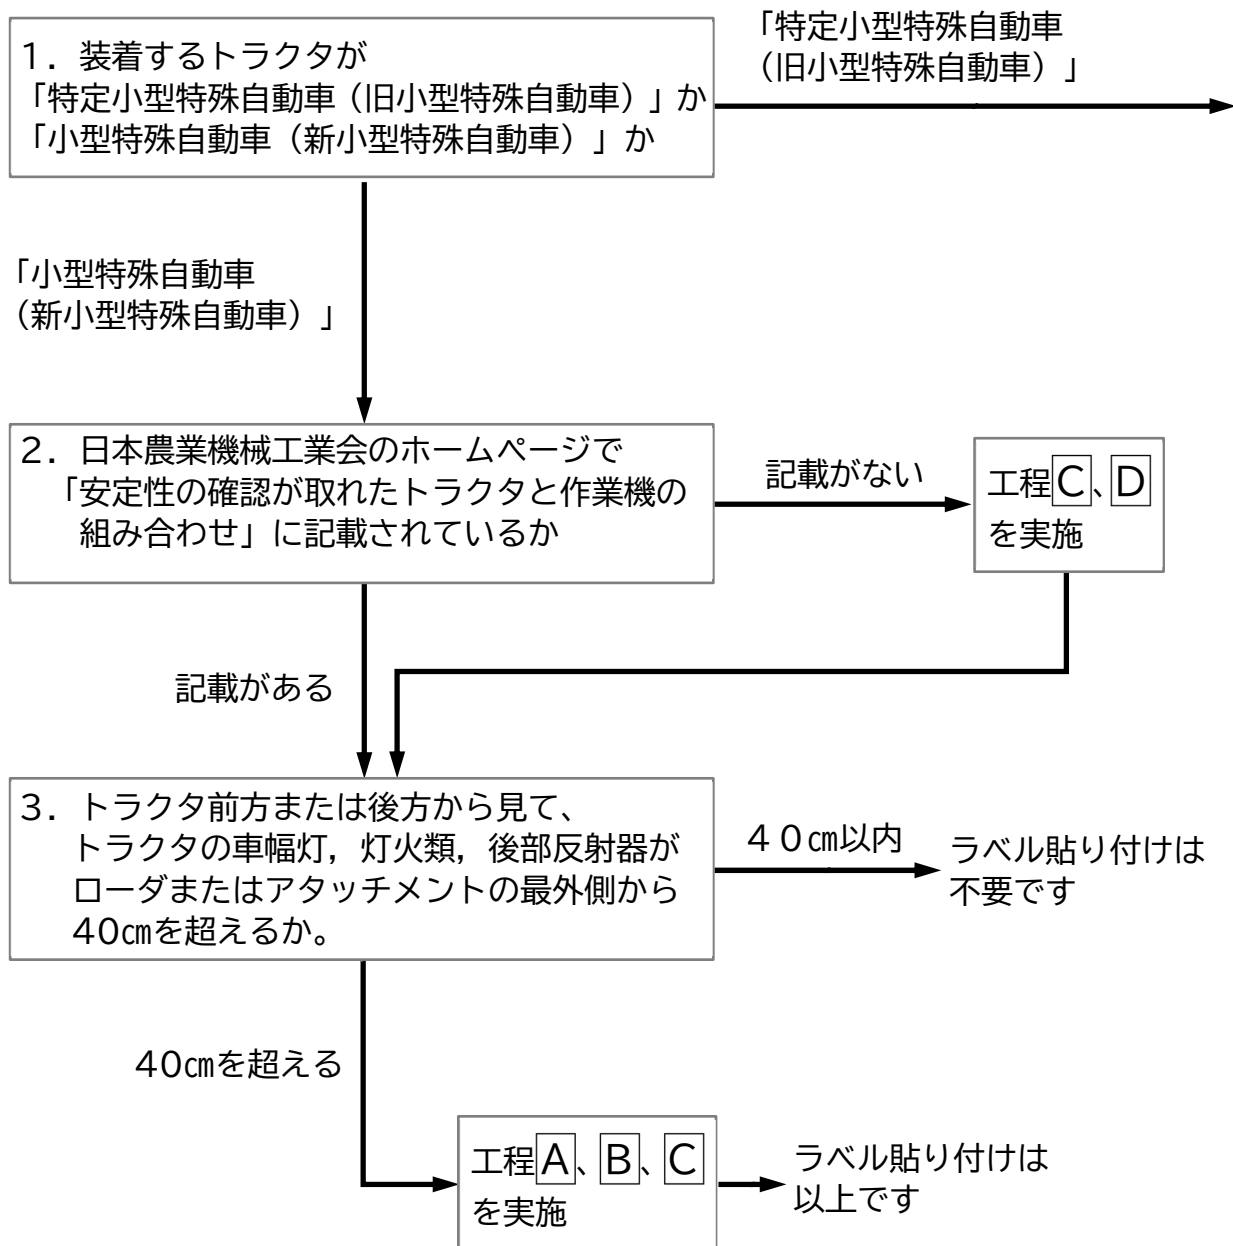 1. 装着するトラクタが
「特定小型特殊自動車(旧小型特殊自動車)」か
「小型特殊自動車(新小型特殊自動車)」か
「特定小型特殊自動車
(旧小型特殊自動車)」
「小型特殊自動車
(新小型特殊自動車)」
2. 日本農業機械工業会のホームページで
「安定性の確認が取れたトラクタと作業機の
組み合わせ」に記載されているか
記載がない
工程C、D
を実施
記載がある
3. トラクタ前方または後方から見て、
トラクタの車幅灯,灯火類,後部反射器が
ローダまたはアタッチメントの最外側から
40㎝を超えるか。
40㎝以内
ラベル貼り付けは
不要です
40㎝を超える
工程A、B、C
を実施
ラベル貼り付けは
以上です